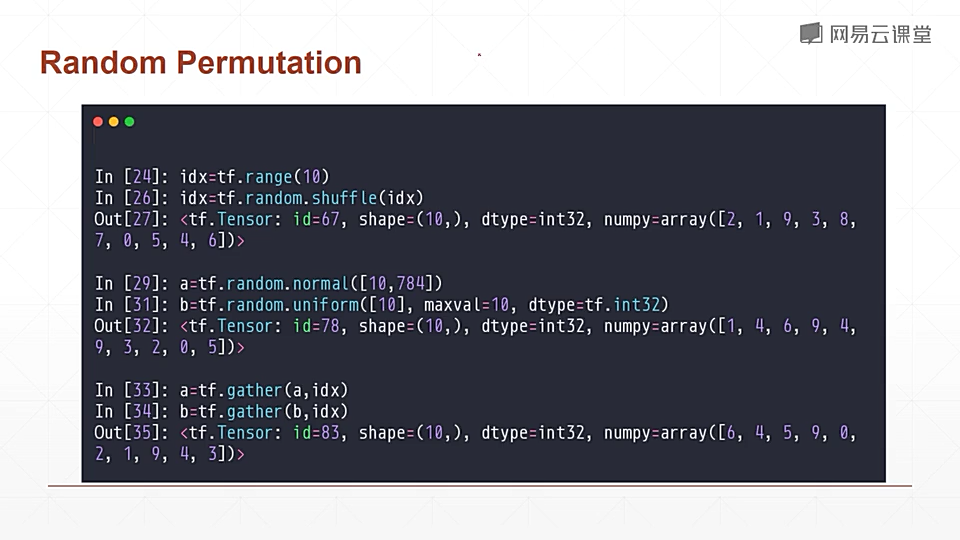 网易云课堂
Random Permutation
In [24]: idx=tf.range(10)
In [26]: idx=tf.random.shuffle(idx)
Out[27]: <tf.Tensor: id=67, shape=(10,), dtype=int32, numpy=array([2, 1, 9, 3, 8,
7, 0, 5, 4, 6])>
In [29]: a=tf.random.normal([10,784])
In [31]: b=tf.random.uniform([10], maxval=10, dtype=tf.int32)
Out[32]: <tf.Tensor: id=78, shape=(10,), dtype=int32, numpy=array([1, 4, 6, 9, 4,
9, 3, 2, 0, 5])>
In [33]: a=tf.gather(a,idx)
In [34]: b=tf.gather(b,idx)
Out[35]: <tf.Tensor: id=83, shape=(10,), dtype=int32, numpy=array([6, 4, 5, 9, 0,
2, 1, 9, 4, 3])>